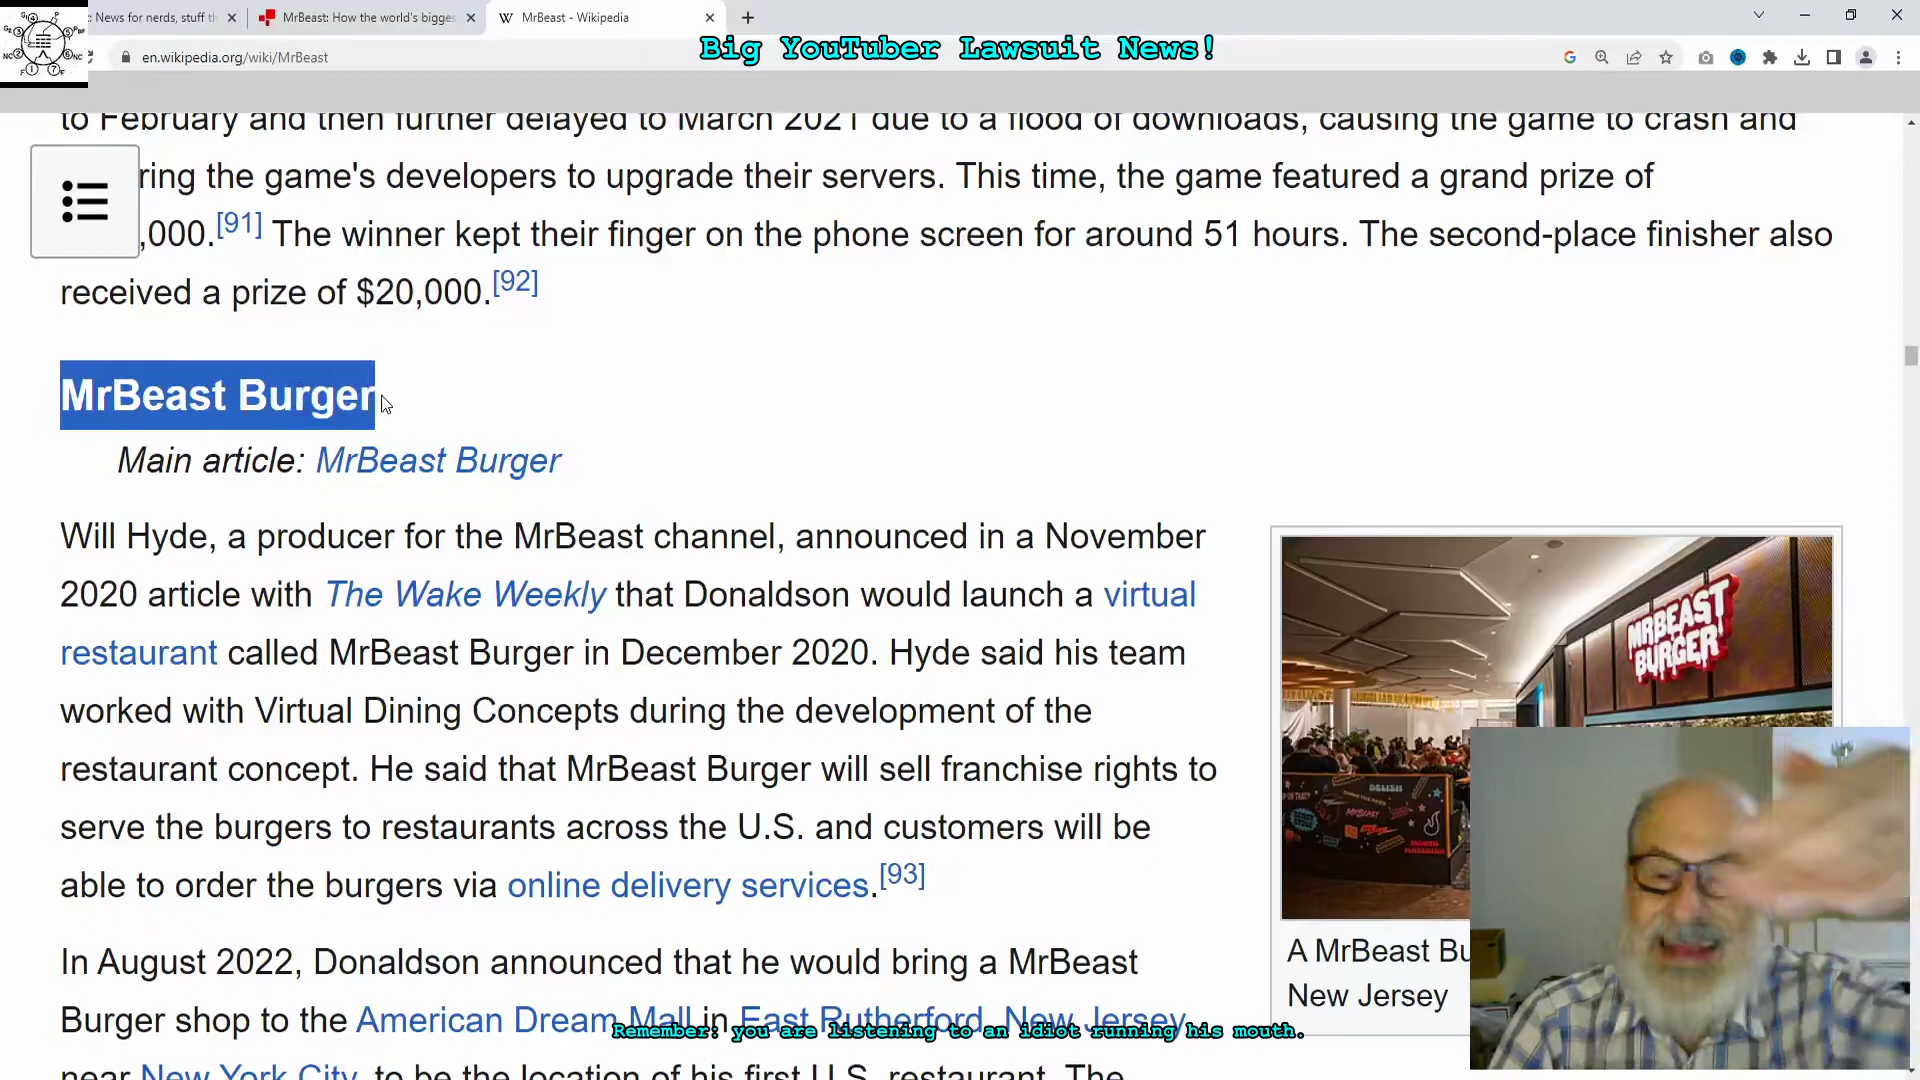 : News for nerds, stuff th
MrBeast: How the world's bigges
MrBeast - Wikipedia
Big YouTuber Lawsuit News!
en.wikipedia.org/wiki/MrBeast
to February and then further delayed to March 2021 due to a flood of downloads, causing the game to crash and
ring the game's developers to upgrade their servers. This time, the game featured a grand prize of
,000.[91] The winner kept their finger on the phone screen for around 51 hours. The second-place finisher also
received a prize of $20,000.[92]
MrBeast Burger
Main article: MrBeast Burger
Will Hyde, a producer for the MrBeast channel, announced in a November
2020 article with The Wake Weekly that Donaldson would launch a virtual
restaurant called MrBeast Burger in December 2020. Hyde said his team
worked with Virtual Dining Concepts during the development of the
restaurant concept. He said that MrBeast Burger will sell franchise rights to
serve the burgers to restaurants across the U.S. and customers will be
able to order the burgers via online delivery services.[93]
MRBEAST
BURGER
A MrBeast Bu
New Jersey
In August 2022, Donaldson announced that he would bring a MrBeast
Burger shop to the American Dream Mall in East Rutherford, New Jersey
Remember: you are listening to an idiot running his mouth.
near New York City, to be the location of his first U.S. restaurant. The